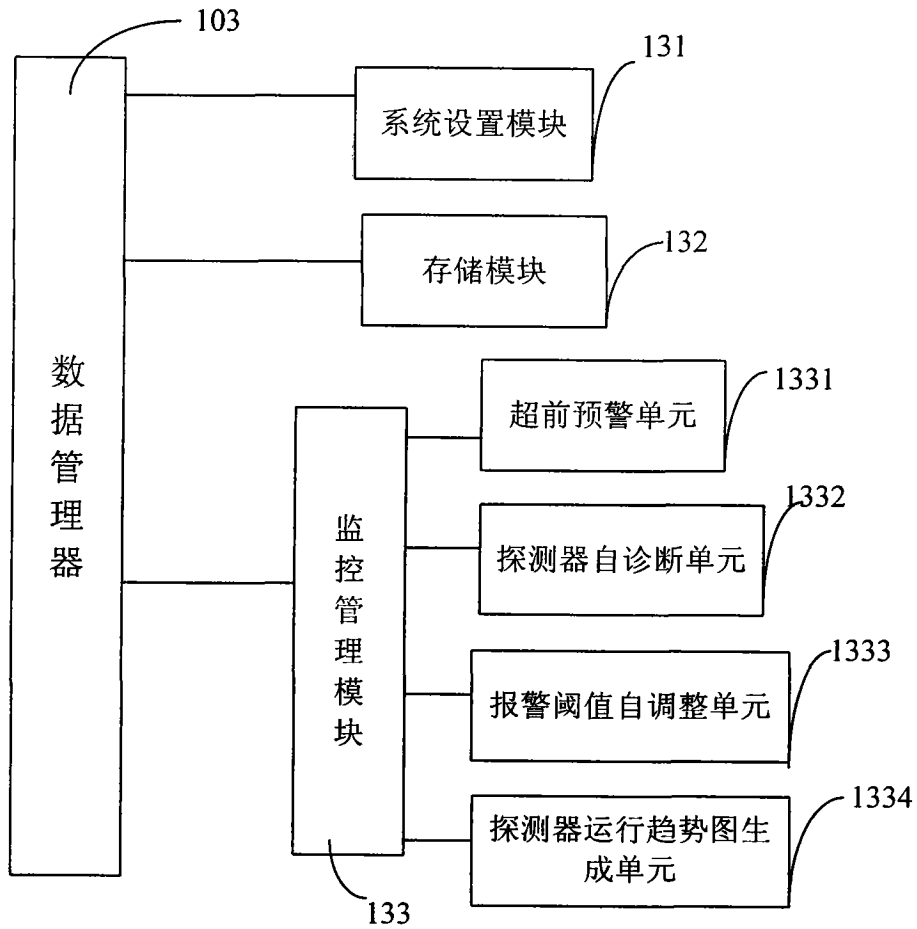 103
131
系统设置模块
132
存储模块
数据管理器
1331
超前预警单元
1332
探测器自诊断单元
监控管理模块
1333
报警阈值自调整单元
1334
探测器运行趋势图生
成单元
133